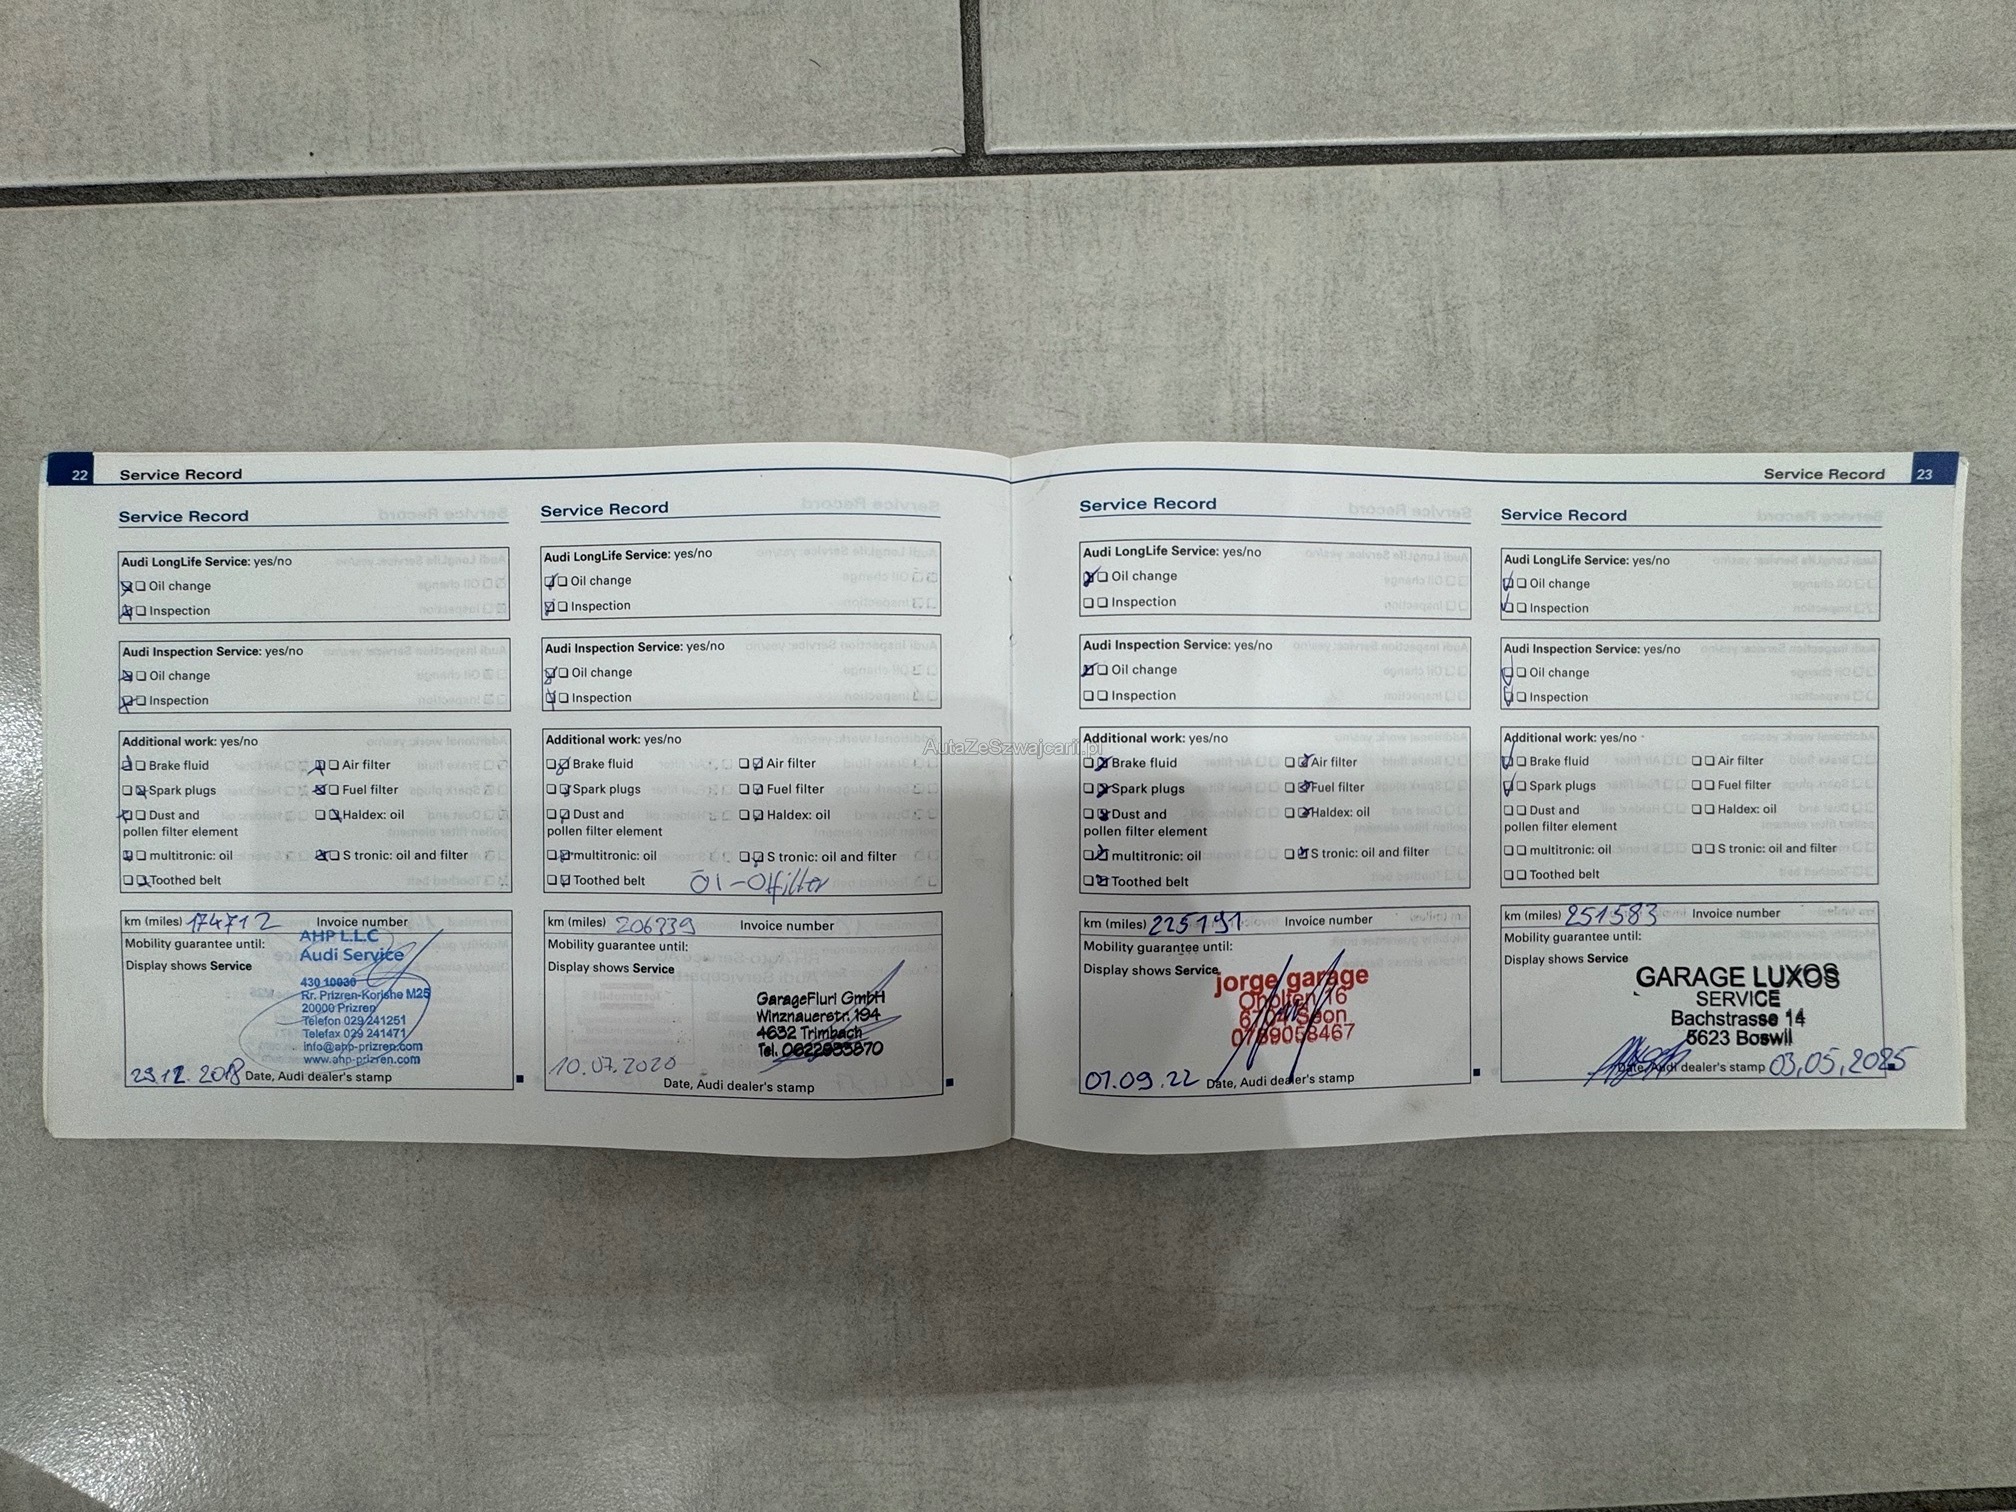 22 Service Record
Service Record
Audi LongLife Service: yes/no
Oil change
Inspection
Audi Inspection Service: yes/no
Oil change
Inspection
Additional work: yes/no
Brake fluid Air filter
Spark plugs Fuel filter
Dust and Haldex: oil
pollen filter element
multitronic: oil S tronic: oil and filter
Toothed belt
km (miles) 174712 Invoice number
Mobility guarantee until:
Display shows Service
AHP L.L.C
Audi Service
430 10030
Rr. Prizren-Korishe M25
20000 Prizren
Telefon 029 241251
Telefax 029 241471
info@ahp-prizren.com
www.ahp-prizren.com
29.12.2018 Date, Audi dealer's stamp
Service Record
Audi LongLife Service: yes/no
Oil change
Inspection
Audi Inspection Service: yes/no
Oil change
Inspection
Additional work: yes/no
Brake fluid Air filter
Spark plugs Fuel filter
Dust and Haldex: oil
pollen filter element
multitronic: oil S tronic: oil and filter
Toothed belt Öl-Ölfilter
km (miles) 206239 Invoice number
Mobility guarantee until:
Display shows Service
GarageFluri GmbH
Winznauerstr. 194
4632 Trimbach
Tel.
10.07.2020
Date, Audi dealer's stamp
Service Record 23
Service Record
Audi LongLife Service: yes/no
Oil change
Inspection
Audi Inspection Service: yes/no
Oil change
Inspection
Additional work: yes/no
Brake fluid Air filter
Spark plugs Fuel filter
Dust and Haldex: oil
pollen filter element
multitronic: oil S tronic: oil and filter
Toothed belt
km (miles) 225191 Invoice number
Mobility guarantee until:
Display shows Service
jorge garage
16
Seon
0789058467
01.09.22 Date, Audi dealer's stamp
Service Record
Audi LongLife Service: yes/no
Oil change
Inspection
Audi Inspection Service: yes/no
Oil change
Inspection
Additional work: yes/no
Brake fluid Air filter
Spark plugs Fuel filter
Dust and Haldex: oil
pollen filter element
multitronic: oil S tronic: oil and filter
Toothed belt
km (miles) 251583 Invoice number
Mobility guarantee until:
Display shows Service
GARAGE LUXOS
SERVICE
Bachstrasse 14
5623 Boswil
Date, Audi dealer's stamp 03.05.2025
AutaZeSzwajcarii.pl